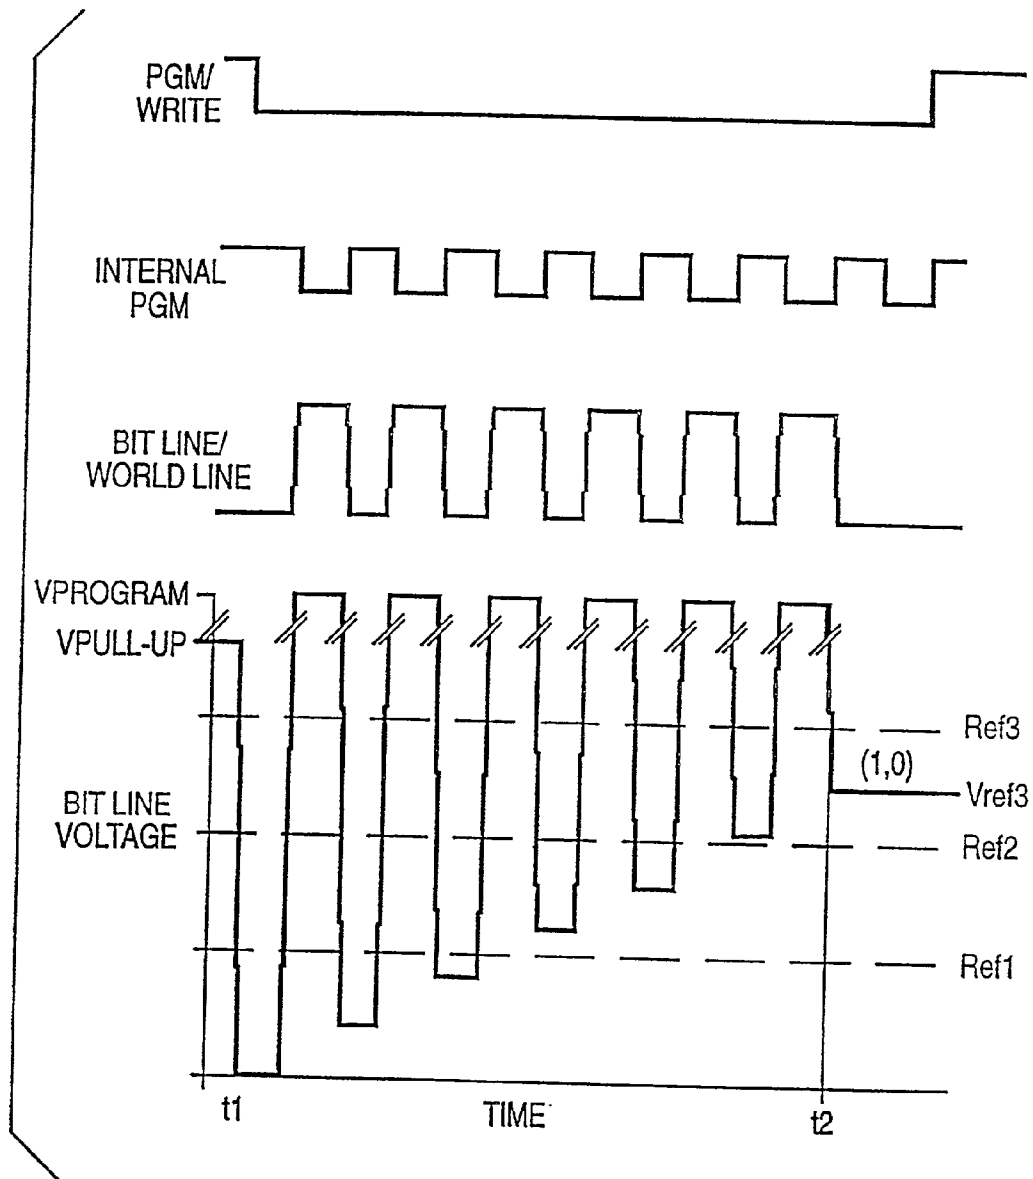 PGM/
WRITE
INTERNAL
PGM
BIT LINE/
WORLD LINE
VPROGRAM
VPULL-UP
Ref3
(1,0)
Vref3
BIT LINE
VOLTAGE
Ref2
Ref1
t1
TIME
t2